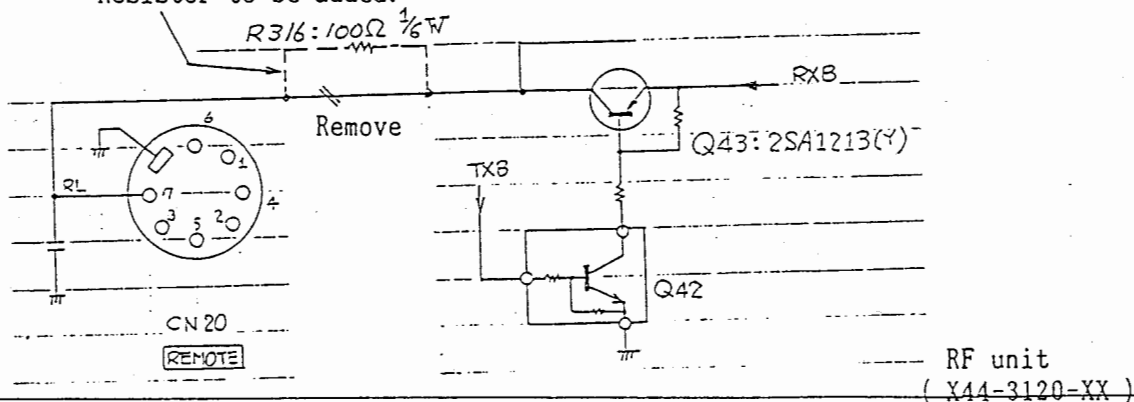 Resistor to be added.
R316:100Ω 1/6W
RXB
Remove
Q43:2SA1213(Y)
6
1
TXB
RL
7
4
3
5
2
Q42
CN20
REMOTE
RF unit
( X44-3120-XX )